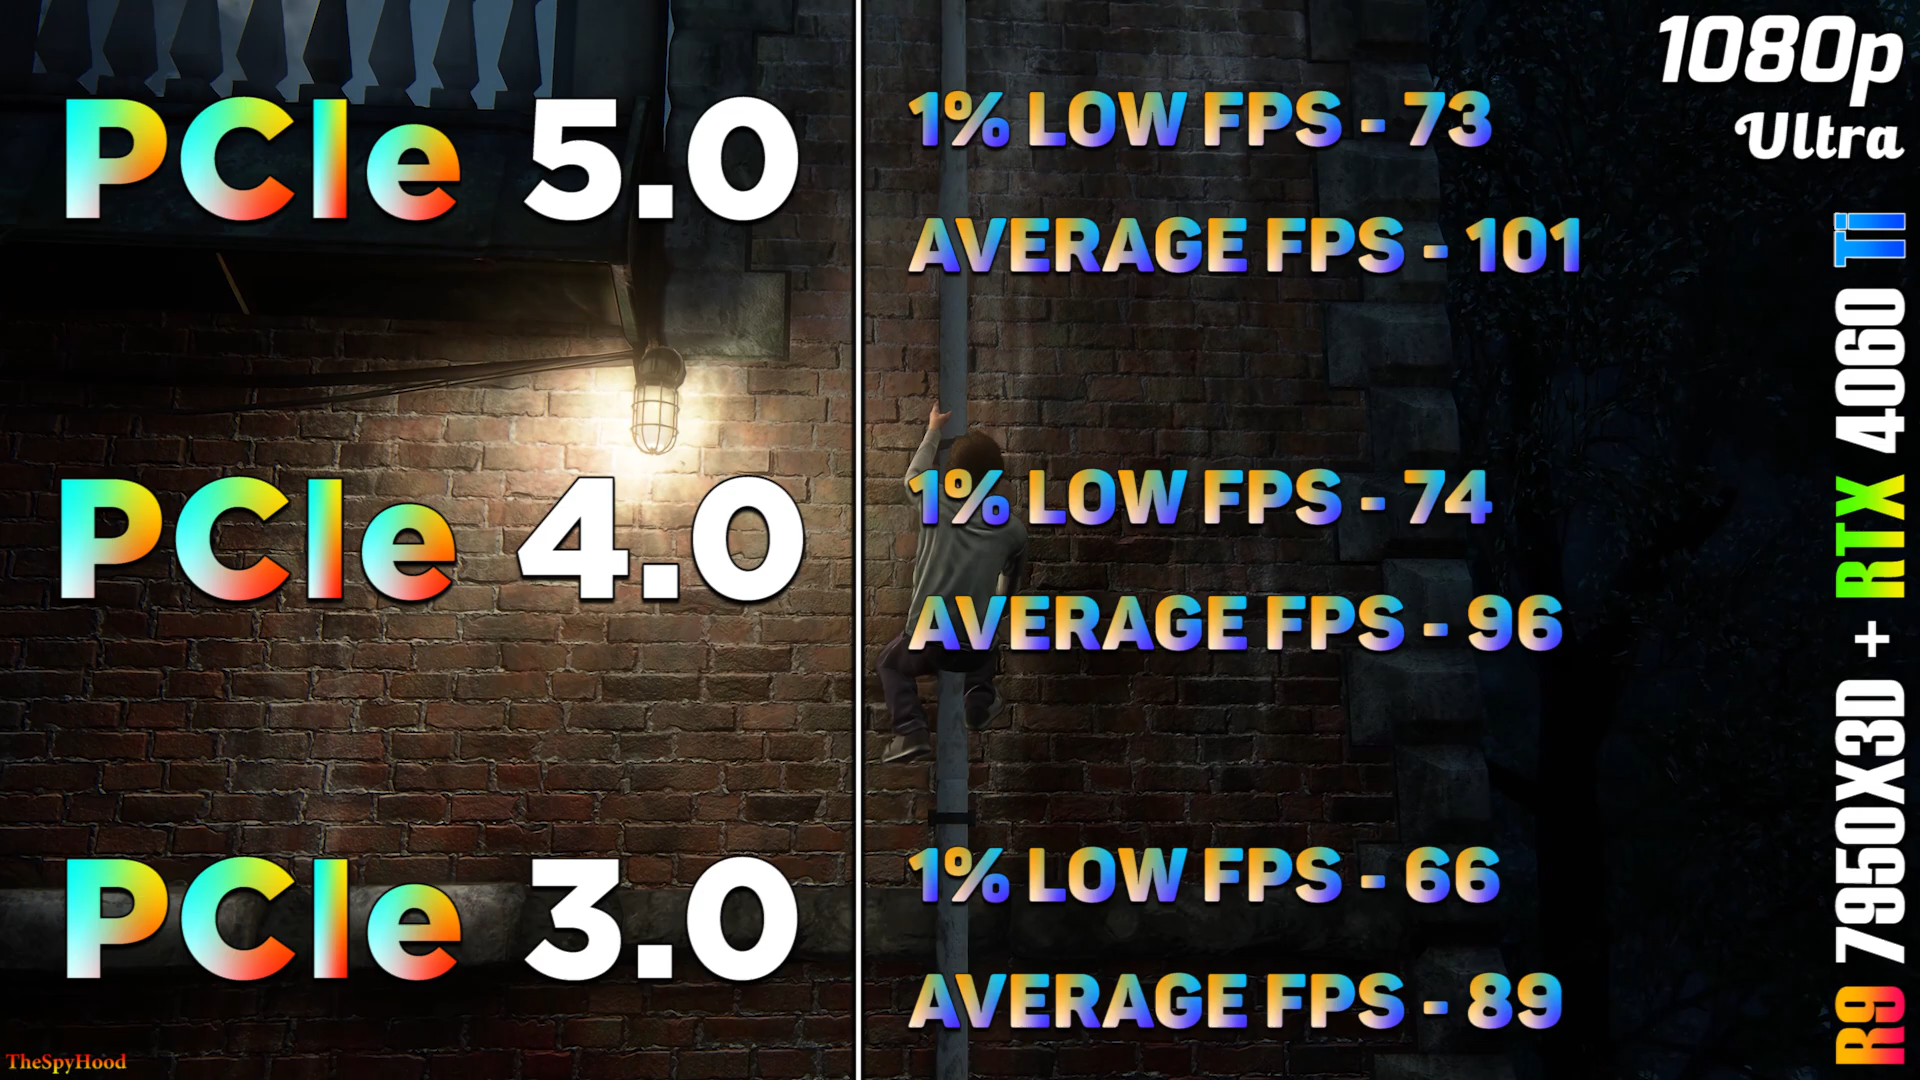 1080p
Ultra
PCIe 5.0
1% LOW FPS - 73
AVERAGE FPS - 101
PCIe 4.0
1% LOW FPS - 74
AVERAGE FPS - 96
PCIe 3.0
1% LOW FPS - 66
AVERAGE FPS - 89
R9 7950X3D + RTX 4060 Ti
TheSpyHood